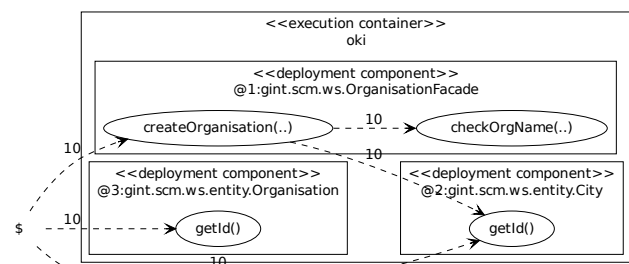 <<execution container>>
oki
<<deployment component>>
@1:gint.scm.ws.OrganisationFacade
createOrganisation(..)
10
checkOrgName(..)
10
10
<<deployment component>>
@3:gint.scm.ws.entity.Organisation
<<deployment component>>
@2:gint.scm.ws.entity.City
$
10
getId()
getId()
10